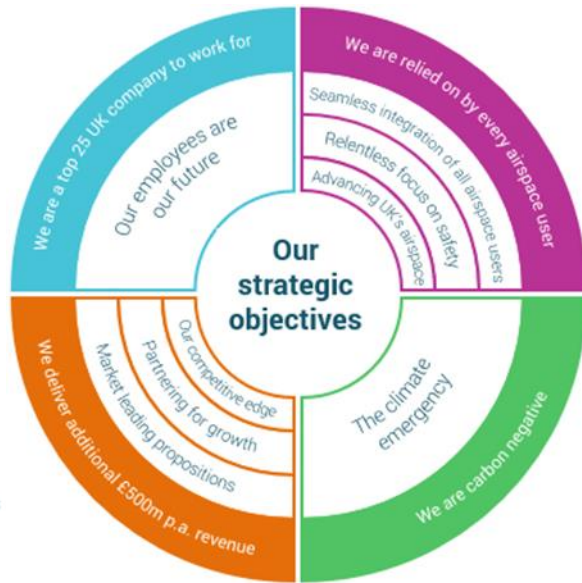 We are a top 25 UK company to work for
Our employees are
our future
We are relied on by every airspace user
Seamless integration of all airspace users
Relentless focus on safety
Advancing UK's airspace
Our
strategic
objectives
Our competitive edge
Partnering for growth
Market leading propositions
We deliver additional £500m p.a. revenue
The climate
emergency
We are carbon negative